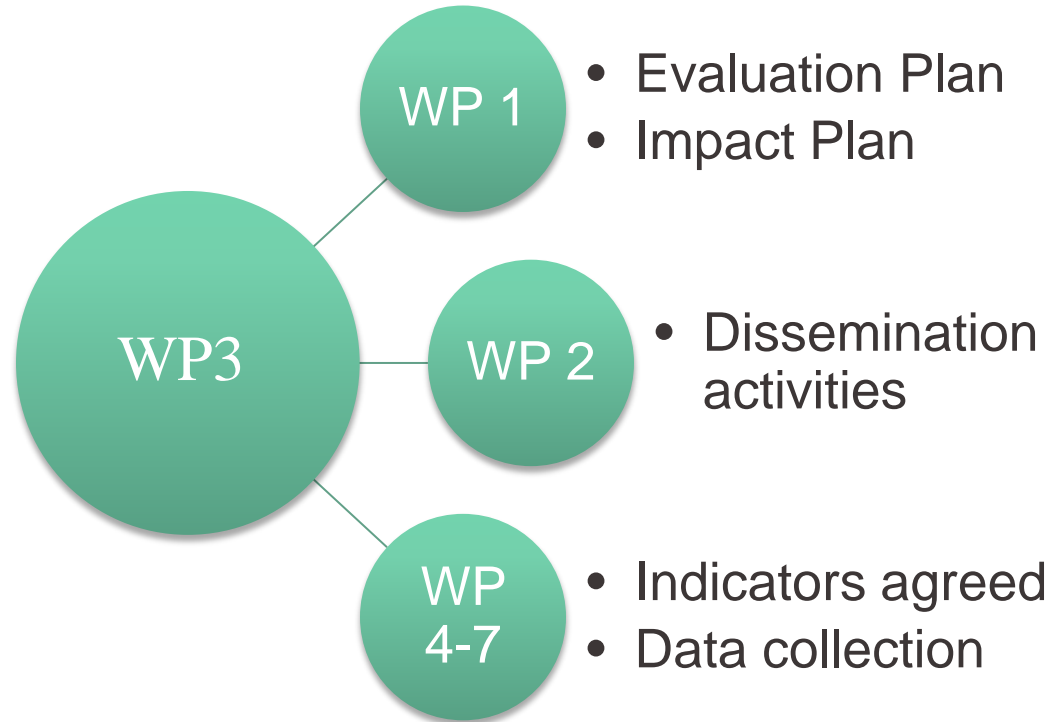 WP3
WP 1
• Evaluation Plan
• Impact Plan
WP 2
• Dissemination
activities
WP
4-7
• Indicators agreed
• Data collection